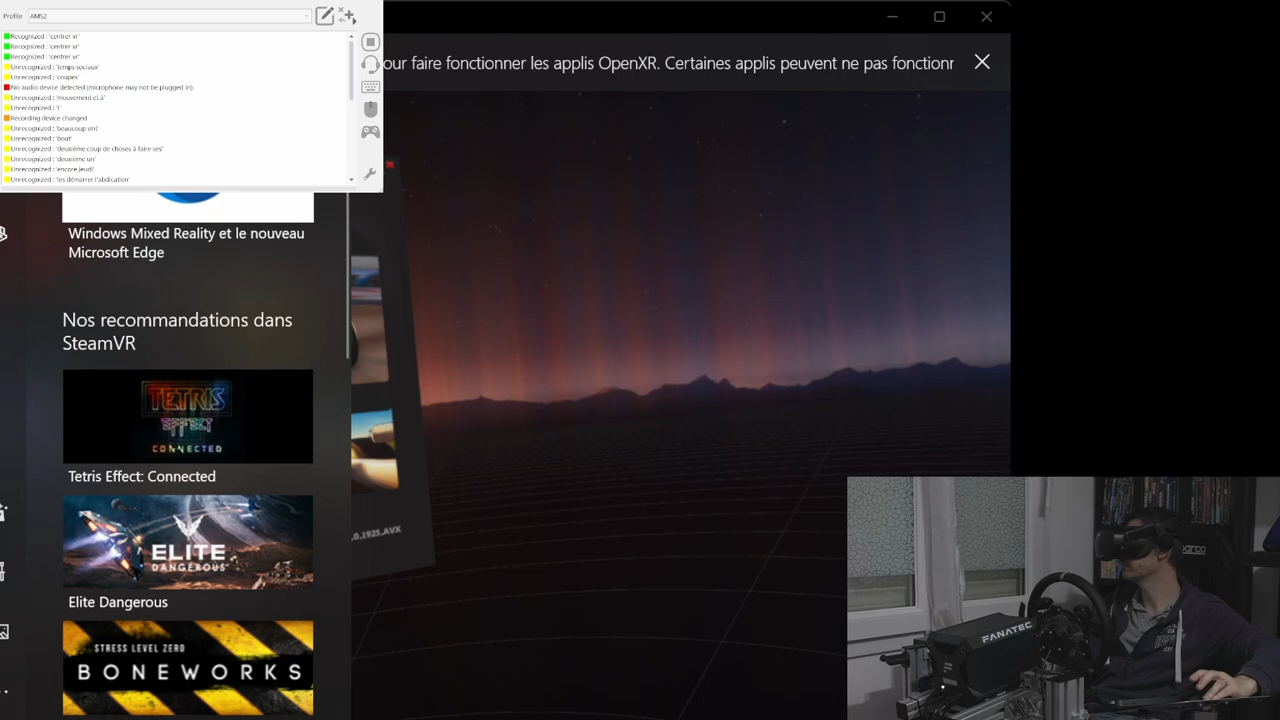 Profile AMS2
Recognized : 'centrer vr'
Recognized : 'centrer vr'
Recognized : 'centrer vr'
Unrecognized : 'temps sociaux'
Unrecognized : 'coupes'
No audio device detected (microphone may not be plugged in).
Unrecognized : 'mouvement et à'
Unrecognized : 'l'
Recording device changed
Unrecognized : 'beaucoup ont'
Unrecognized : 'bout'
Unrecognized : 'deuxième coup de choses à faire ses'
Unrecognized : 'deuxième un'
Unrecognized : 'encore jeudi'
Unrecognized : 'les démarrer l'abdication'
our faire fonctionner les applis OpenXR. Certaines applis peuvent ne pas fonctionr
Windows Mixed Reality et le nouveau
Microsoft Edge
Nos recommandations dans
SteamVR
TETRIS
EFFECT
CONNECTED
Tetris Effect: Connected
ELITE
DANGEROUS
Elite Dangerous
STRESS LEVEL ZERO
BONEWORKS
.0.1925.AVX
FANATEC